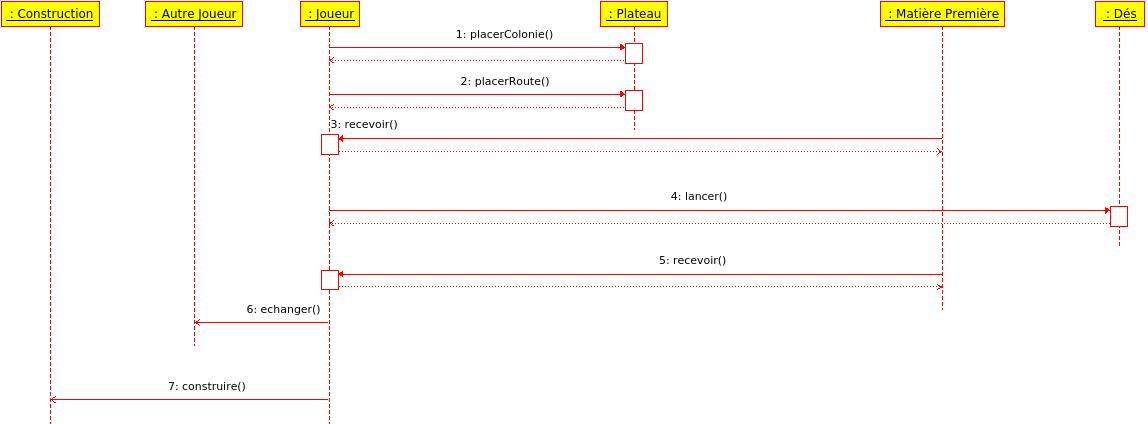 : Construction
: Autre Joueur
: Joueur
: Plateau
: Matière Première
: Dés
1: placerColonie()
2: placerRoute()
3: recevoir()
4: lancer()
5: recevoir()
6: echanger()
7: construire()